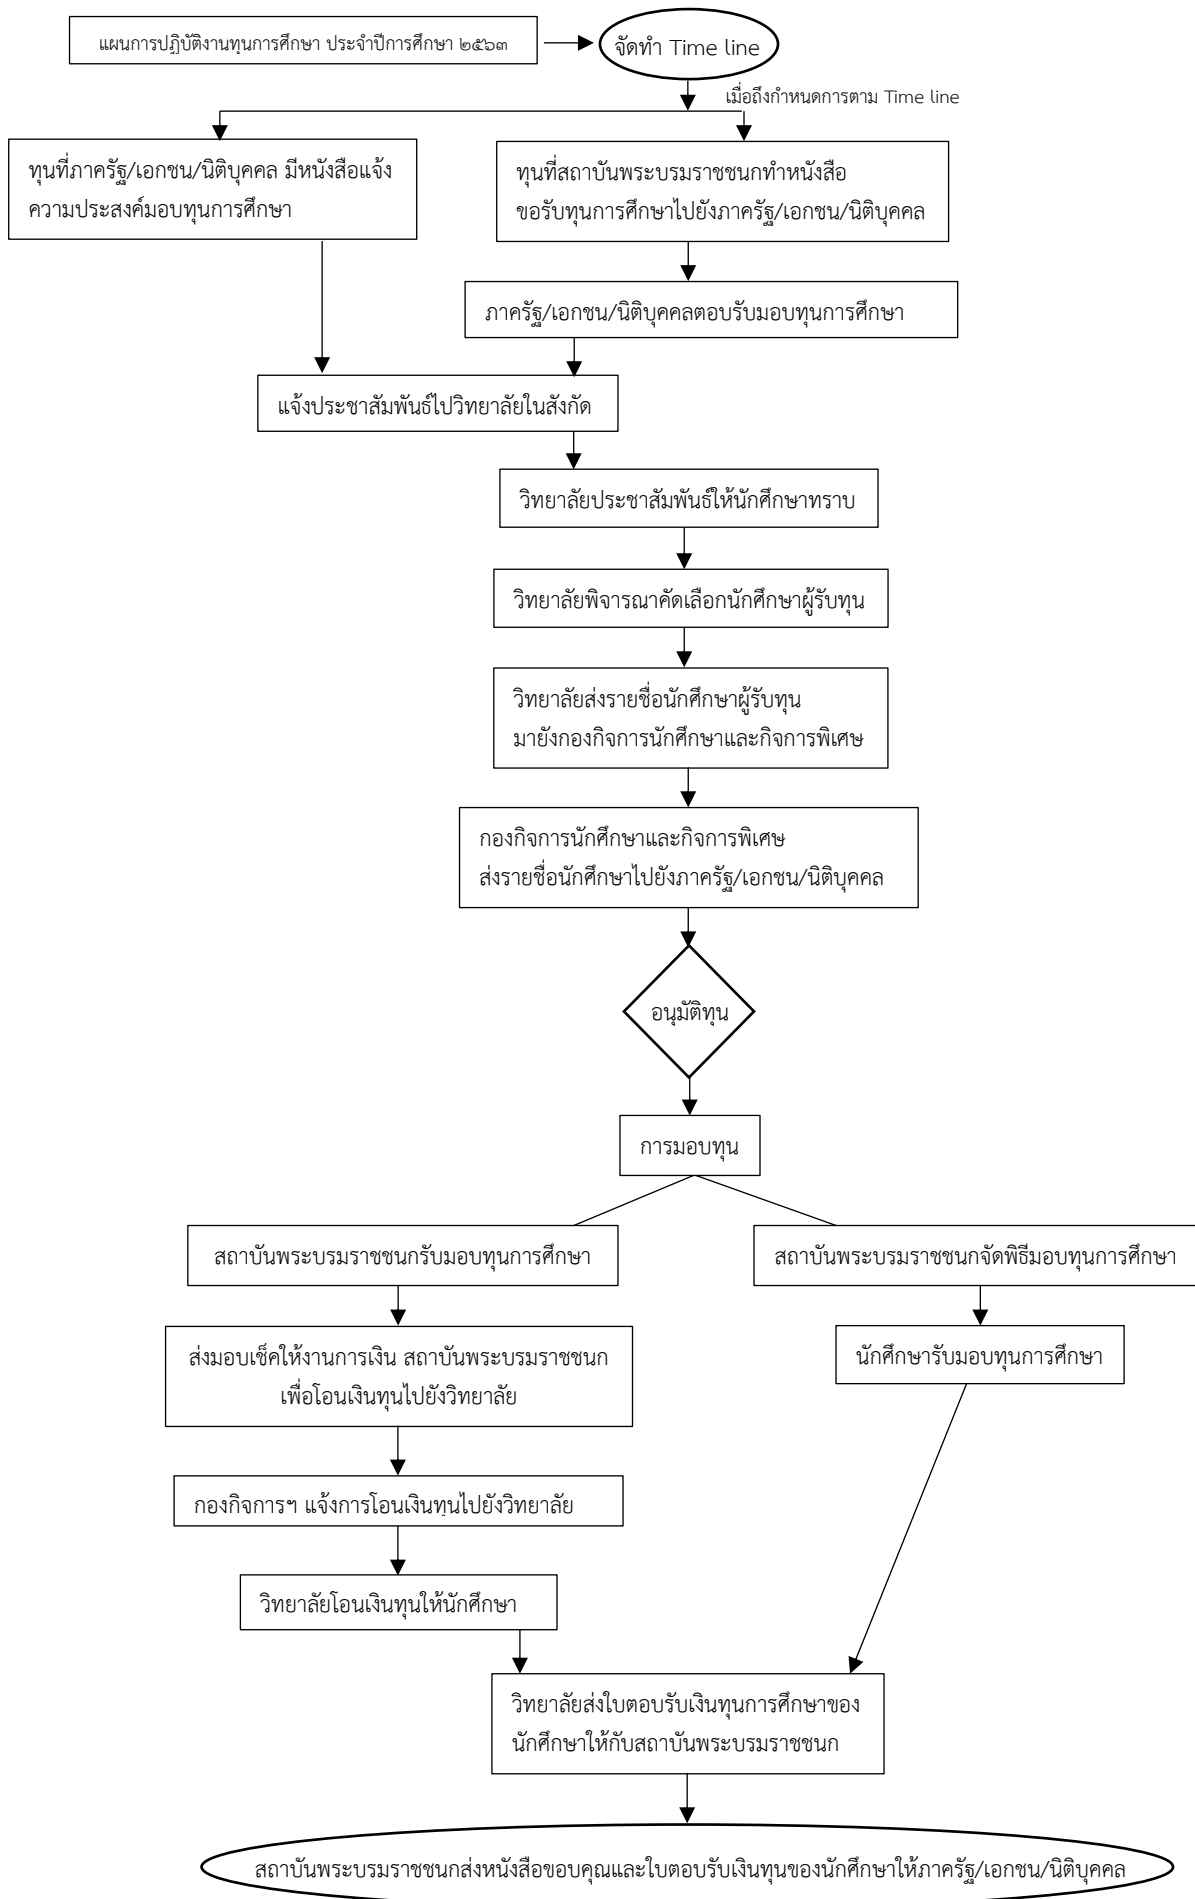 แผนการปฏิบัติงานทุนการศึกษา ประจำปีการศึกษา ๒๕๖๓
จัดทำ Time line
เมื่อถึงกำหนดการตาม Time line
ทุนที่ภาครัฐ/เอกชน/นิติบุคคล มีหนังสือแจ้ง
ความประสงค์มอบทุนการศึกษา
ทุนที่สถาบันพระบรมราชชนกทำหนังสือ
ขอรับทุนการศึกษาไปยังภาครัฐ/เอกชน/นิติบุคคล
ภาครัฐ/เอกชน/นิติบุคคลตอบรับมอบทุนการศึกษา
แจ้งประชาสัมพันธ์ไปวิทยาลัยในสังกัด
วิทยาลัยประชาสัมพันธ์ให้นักศึกษาทราบ
วิทยาลัยพิจารณาคัดเลือกนักศึกษาผู้รับทุน
วิทยาลัยส่งรายชื่อนักศึกษาผู้รับทุน
มายังกองกิจการนักศึกษาและกิจการพิเศษ
กองกิจการนักศึกษาและกิจการพิเศษ
ส่งรายชื่อนักศึกษาไปยังภาครัฐ/เอกชน/นิติบุคคล
อนุมัติทุน
การมอบทุน
สถาบันพระบรมราชชนกรับมอบทุนการศึกษา
สถาบันพระบรมราชชนกจัดพิธีมอบทุนการศึกษา
ส่งมอบเช็คให้งานการเงิน สถาบันพระบรมราชชนก
เพื่อโอนเงินทุนไปยังวิทยาลัย
นักศึกษารับมอบทุนการศึกษา
กองกิจการฯ แจ้งการโอนเงินทุนไปยังวิทยาลัย
วิทยาลัยโอนเงินทุนให้นักศึกษา
วิทยาลัยส่งใบตอบรับเงินทุนการศึกษาของ
นักศึกษาให้กับสถาบันพระบรมราชชนก
สถาบันพระบรมราชชนกส่งหนังสือขอบคุณและใบตอบรับเงินทุนของนักศึกษาให้ภาครัฐ/เอกชน/นิติบุคคล